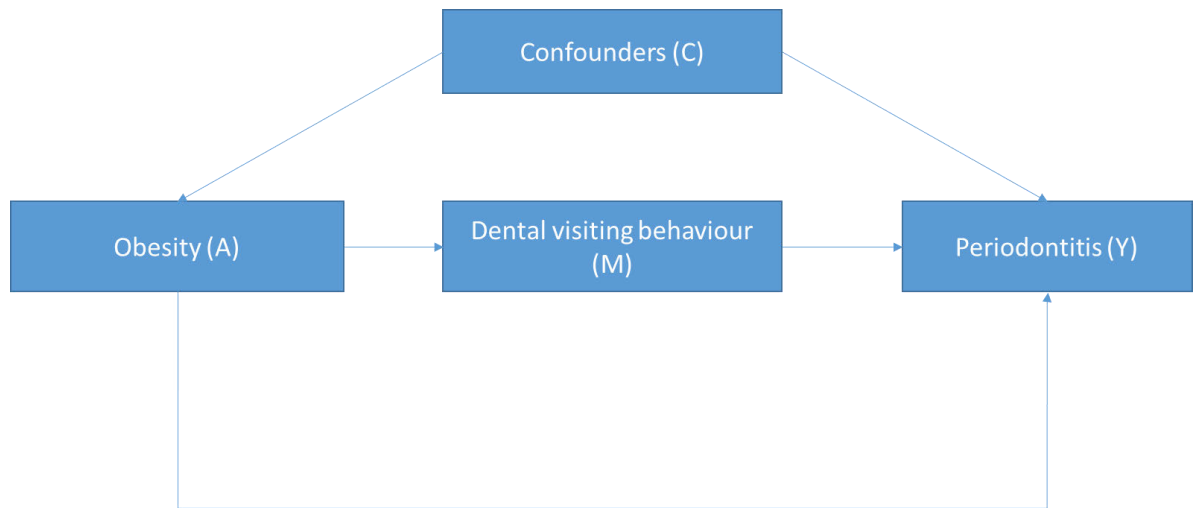 Confounders (C)
Obesity (A)
Dental visiting behaviour
(M)
Periodontitis (Y)